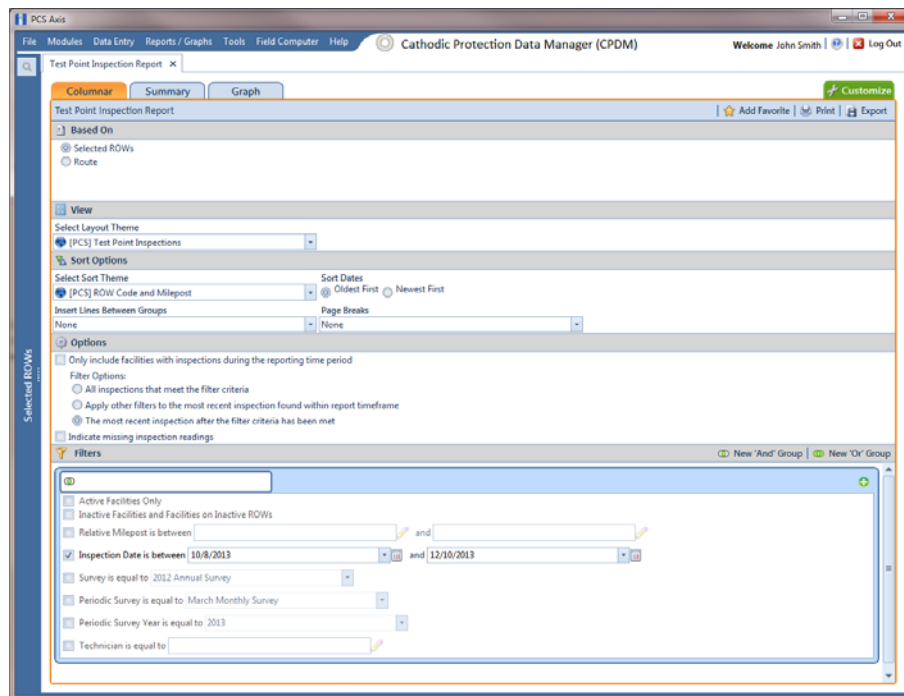 PCS Axis
File Modules Data Entry Reports / Graphs Tools Field Computer Help Cathodic Protection Data Manager (CPDM) Welcome John Smith Log Out
Test Point Inspection Report ×
Columnar Summary Graph Customize
Test Point Inspection Report Add Favorite Print Export
Based On
Selected ROWs
Route
View
Select Layout Theme
[PCS] Test Point Inspections
Sort Options
Select Sort Theme Sort Dates
[PCS] ROW Code and Milepost Oldest First Newest First
Insert Lines Between Groups Page Breaks
None None
Options
Only include facilities with inspections during the reporting time period
Filter Options:
All inspections that meet the filter criteria
Apply other filters to the most recent inspection found within report timeframe
The most recent inspection after the filter criteria has been met
Indicate missing inspection readings
Selected ROWs
Filters New 'And' Group New 'Or' Group
Active Facilities Only
Inactive Facilities and Facilities on Inactive ROWs
Relative Milepost is between and
Inspection Date is between 10/8/2013 and 12/10/2013
Survey is equal to 2012 Annual Survey
Periodic Survey is equal to March Monthly Survey
Periodic Survey Year is equal to 2013
Technician is equal to